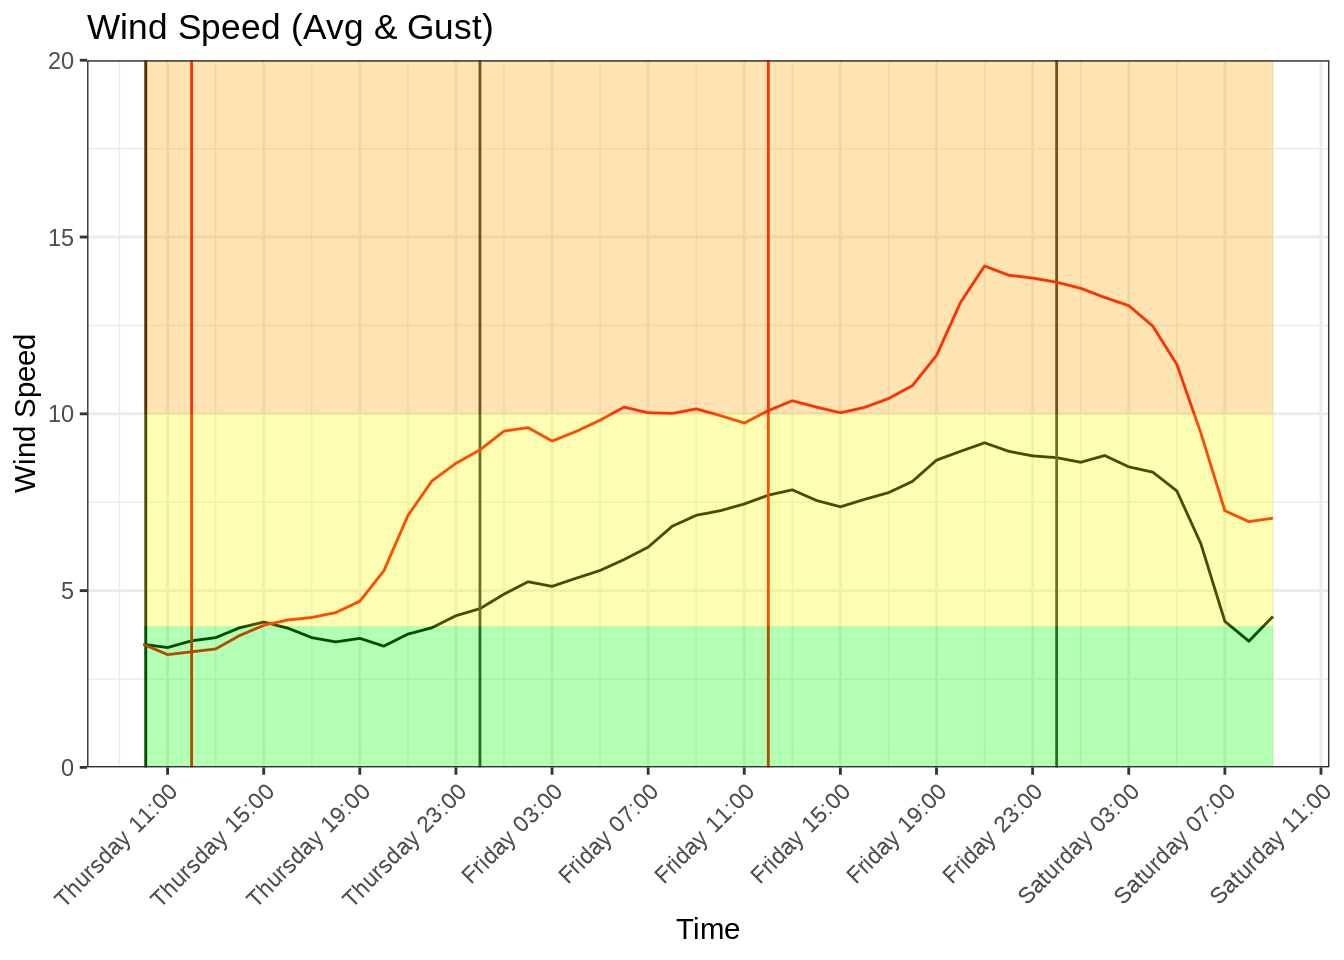 Wind Speed (Avg & Gust)
Wind Speed
20
15
10
5
0
Thursday 11:00
Thursday 15:00
Thursday 19:00
Thursday 23:00
Friday 03:00
Friday 07:00
Friday 11:00
Friday 15:00
Friday 19:00
Friday 23:00
Saturday 03:00
Saturday 07:00
Saturday 11:00
Time